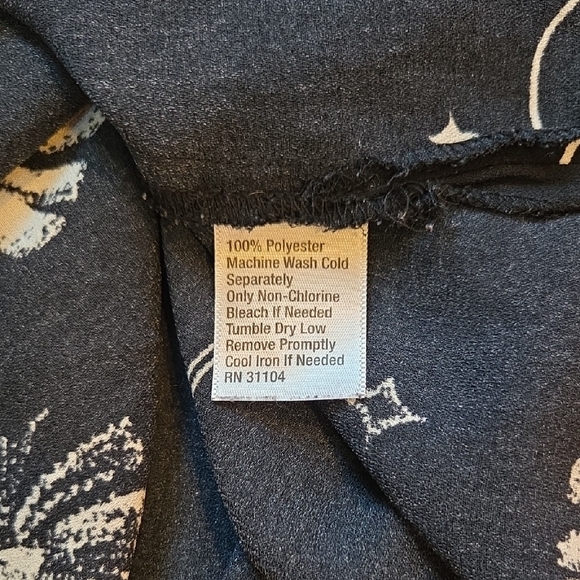 100% Polyester
Machine Wash Cold
Separately
Only Non-Chlorine
Bleach If Needed
Tumble Dry Low
Remove Promptly
Cool Iron If Needed
RN 31104